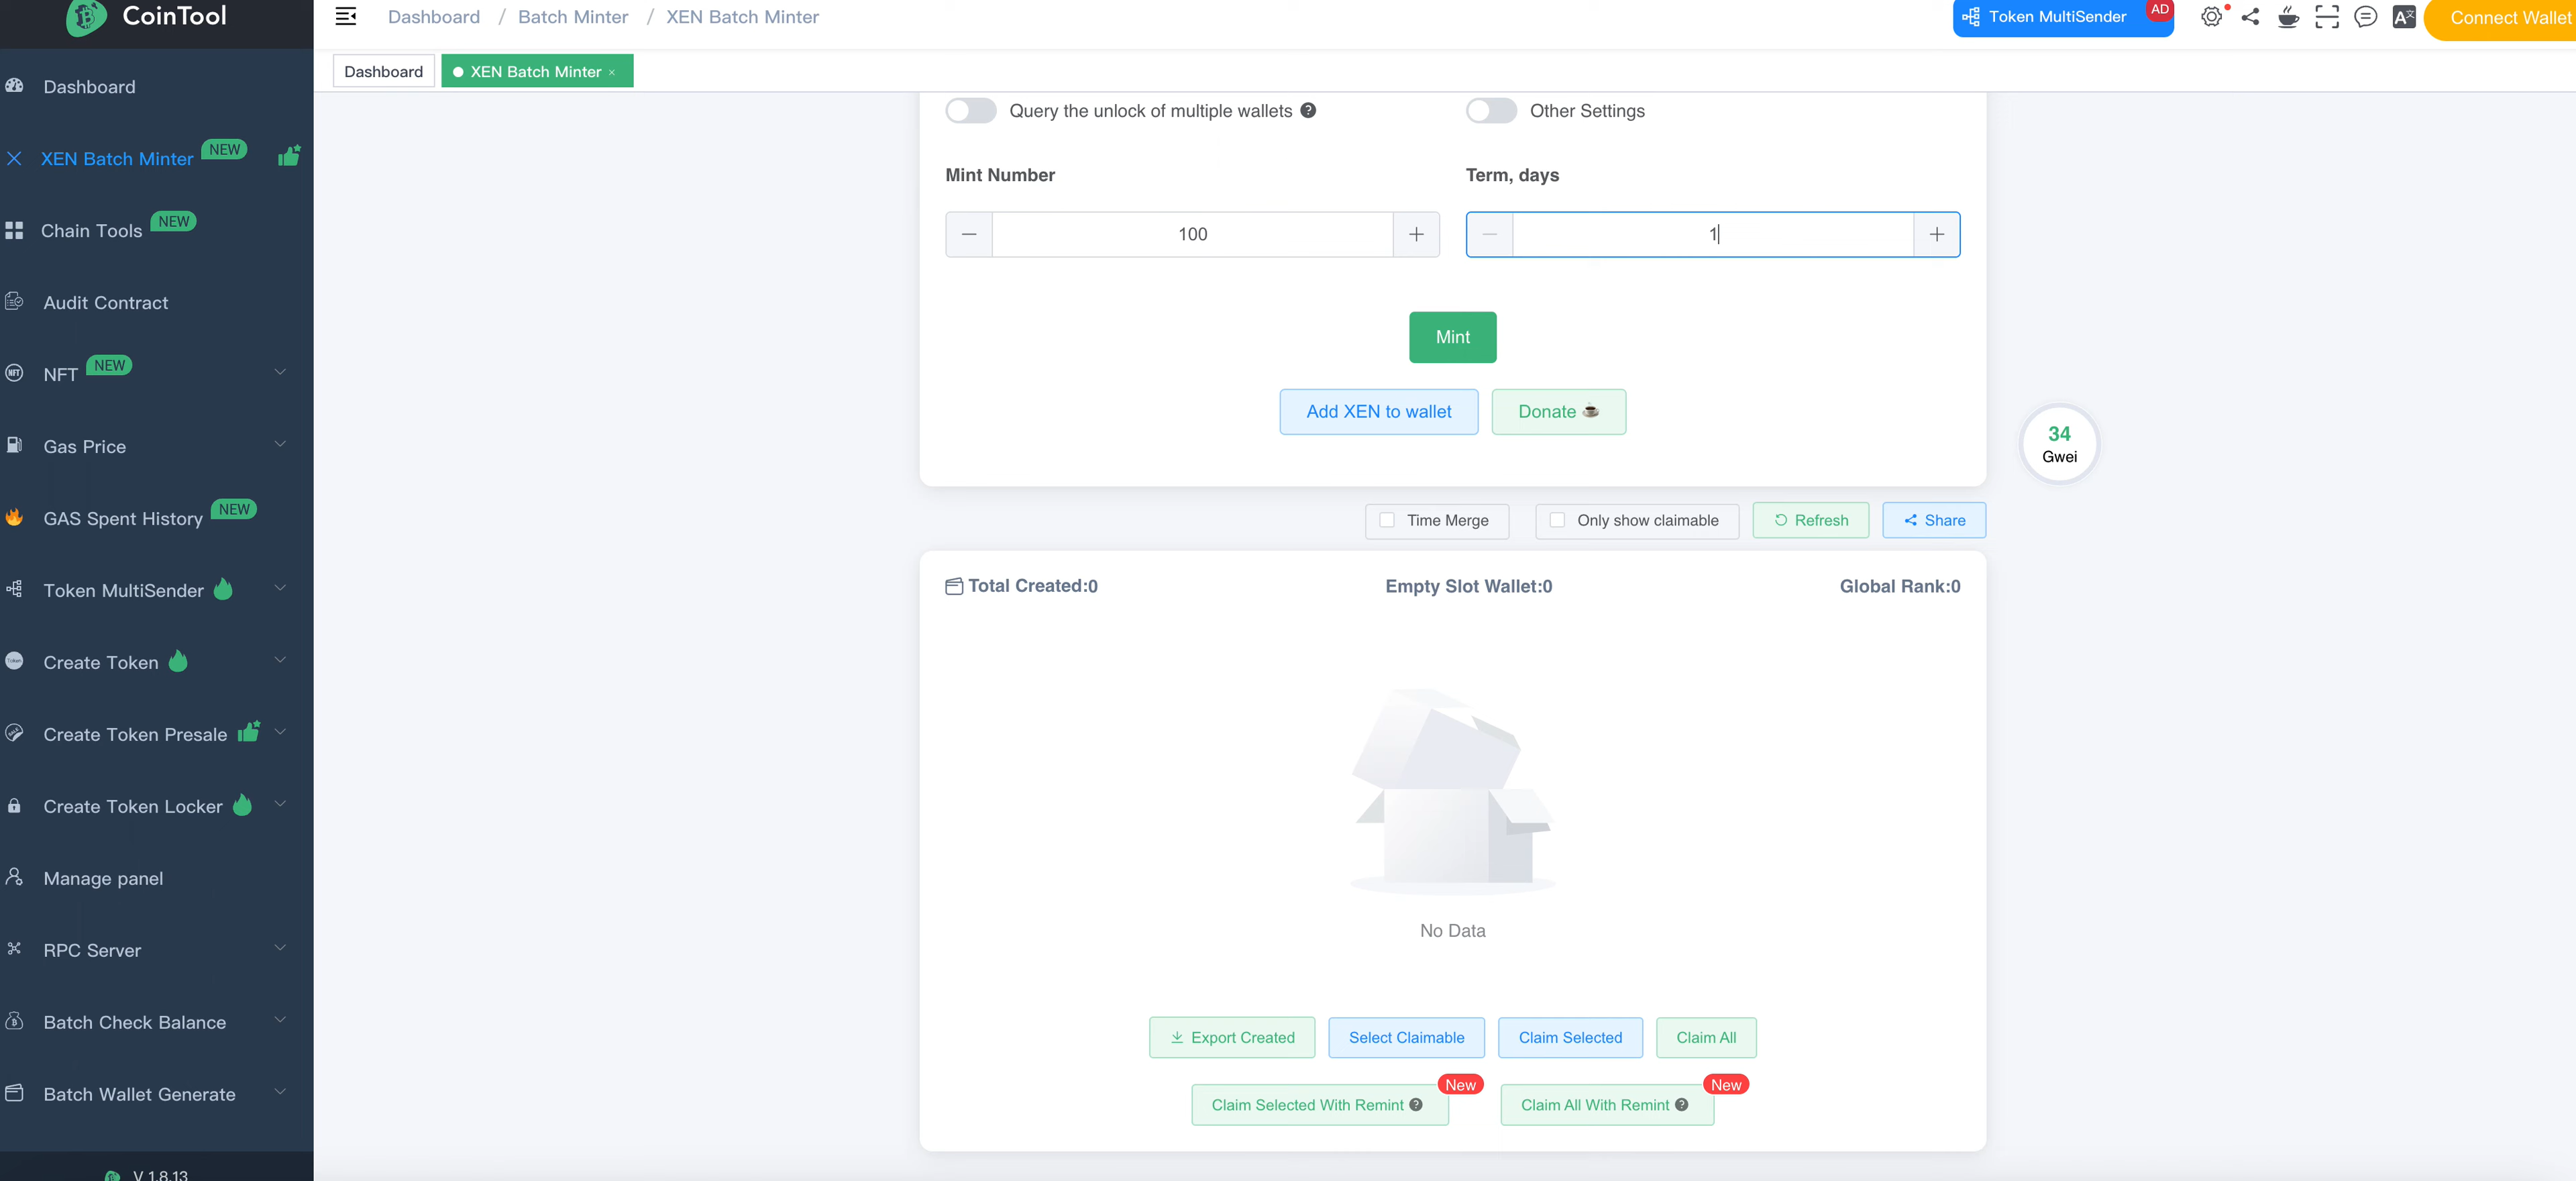 CoinTool
Dashboard / Batch Minter / XEN Batch Minter
Token MultiSender AD
Connect Wallet
Dashboard
XEN Batch Minter ×
Dashboard
XEN Batch Minter NEW
Chain Tools NEW
Audit Contract
NFT NEW
Gas Price
GAS Spent History NEW
Token MultiSender
Create Token
Create Token Presale
Create Token Locker
Manage panel
RPC Server
Batch Check Balance
Batch Wallet Generate
V 1.8.13
Query the unlock of multiple wallets ?
Other Settings
Mint Number
Term, days
— 100 +
— 1 +
Mint
Add XEN to wallet
Donate
34
Gwei
Time Merge
Only show claimable
Refresh
Share
Total Created:0
Empty Slot Wallet:0
Global Rank:0
No Data
Export Created
Select Claimable
Claim Selected
Claim All
Claim Selected With Remint ? New
Claim All With Remint ? New